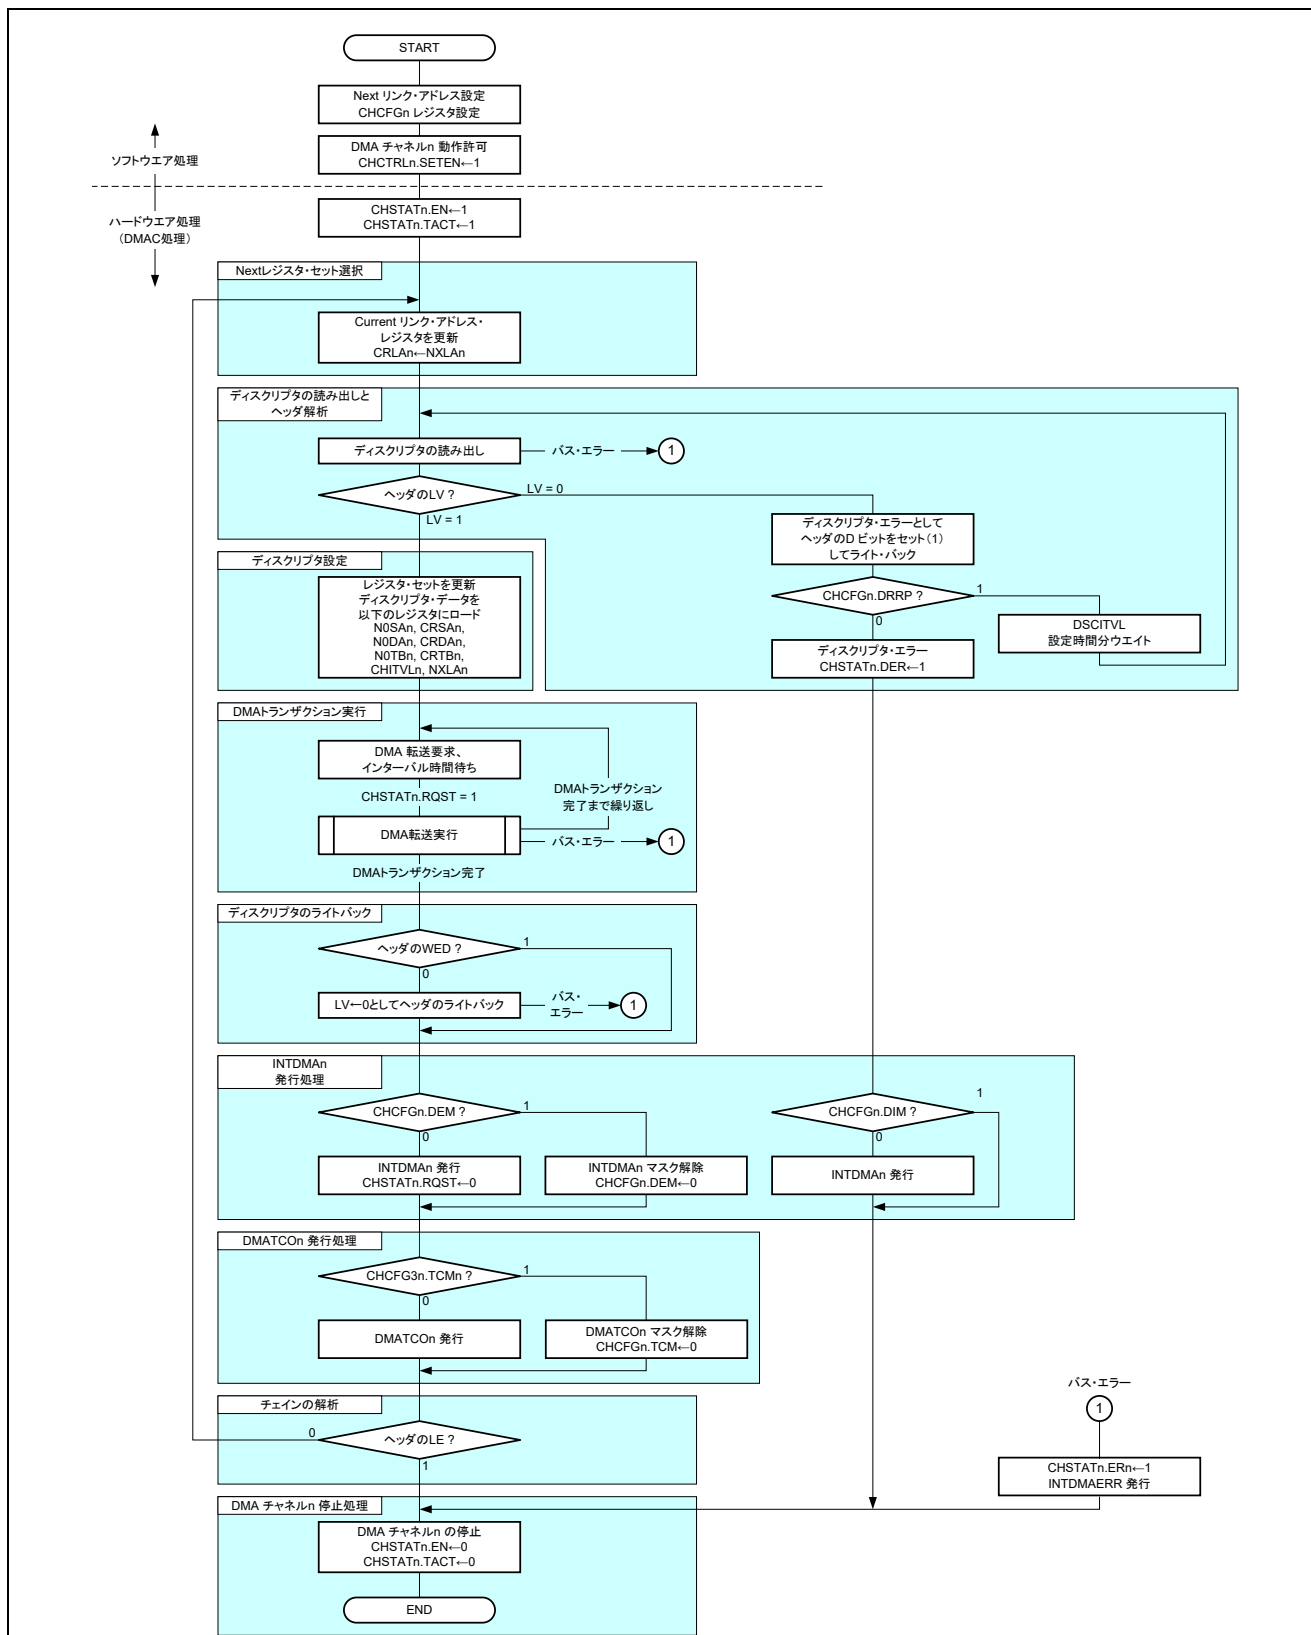 START
Next リンク・アドレス設定
CHCFGn レジスタ設定
DMA チャネルn 動作許可
CHCTRLn.SETEN←1
ソフトウエア処理
ハードウエア処理
(DMAC処理)
CHSTATn.EN←1
CHSTATn.TACT←1
Nextレジスタ・セット選択
Current リンク・アドレス・
レジスタを更新
CRLAn←NXLAn
ディスクリプタの読み出しと
ヘッダ解析
ディスクリプタの読み出し
バス・エラー
1
ヘッダのLV ?
LV = 0
LV = 1
ディスクリプタ・エラーとして
ヘッダのD ビットをセット(1)
してライト・バック
CHCFGn.DRRP ?
1
0
DSCITVL
設定時間分ウエイト
ディスクリプタ・エラー
CHSTATn.DER←1
ディスクリプタ設定
レジスタ・セットを更新
ディスクリプタ・データを
以下のレジスタにロード
N0SAn, CRSAn,
N0DAn, CRDAn,
N0TBn, CRTBn,
CHITVLn, NXLAn
DMAトランザクション実行
DMA 転送要求、
インターバル時間待ち
CHSTATn.RQST = 1
DMAトランザクション
完了まで繰り返し
DMA転送実行
バス・エラー
1
DMAトランザクション完了
ディスクリプタのライトバック
ヘッダのWED ?
1
0
LV←0としてヘッダのライトバック
バス・
エラー
1
INTDMAn
発行処理
CHCFGn.DEM ?
1
0
INTDMAn 発行
CHSTATn.RQST←0
INTDMAn マスク解除
CHCFGn.DEM←0
CHCFGn.DIM ?
1
0
INTDMAn 発行
DMATCOn 発行処理
CHCFG3n.TCMn ?
1
0
DMATCOn 発行
DMATCOn マスク解除
CHCFGn.TCM←0
チェインの解析
ヘッダのLE ?
0
1
バス・エラー
1
CHSTATn.ERn←1
INTDMAERR 発行
DMA チャネルn 停止処理
DMA チャネルn の停止
CHSTATn.EN←0
CHSTATn.TACT←0
END